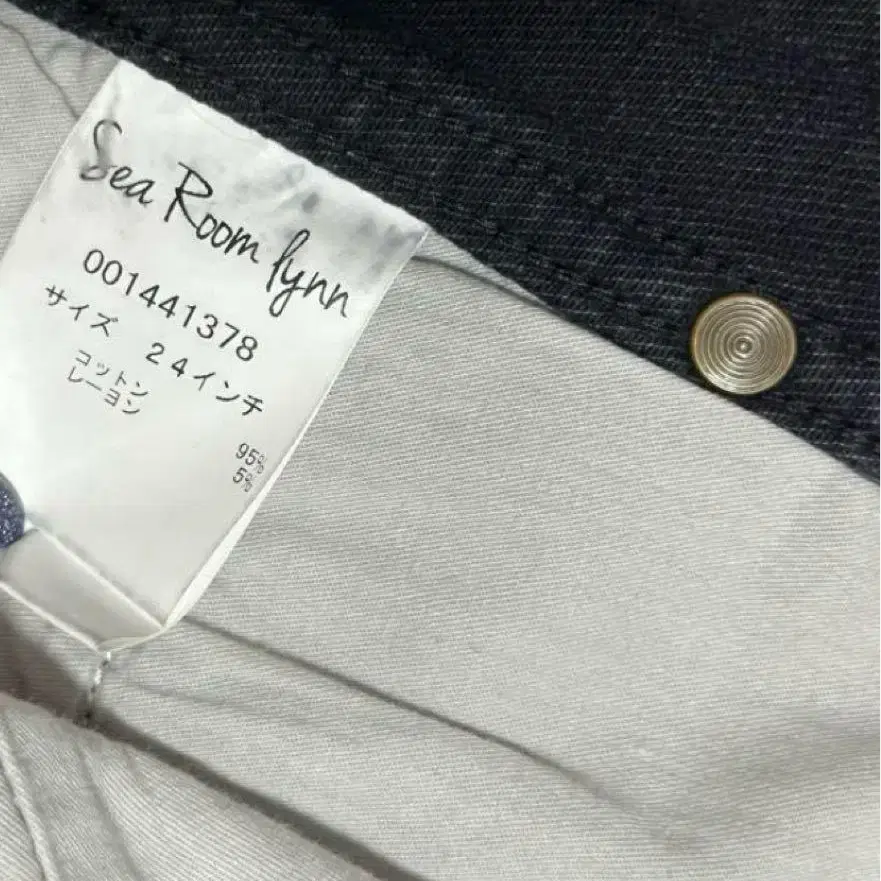 Sea Room lynn
001441378
サイズ 24インチ
コットン 95%
レーヨン 5%